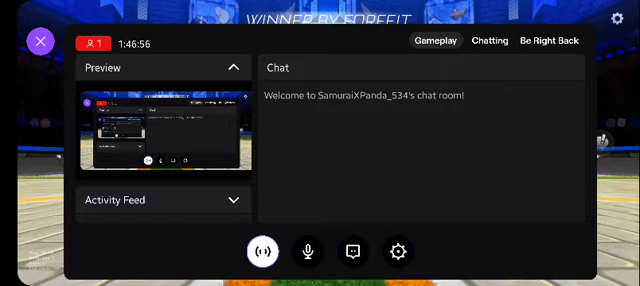 WINNER BY FORFEIT
1 1:46:56
Gameplay Chatting Be Right Back
Preview
Chat
Welcome to SamuraiXPanda_534's chat room!
Activity Feed